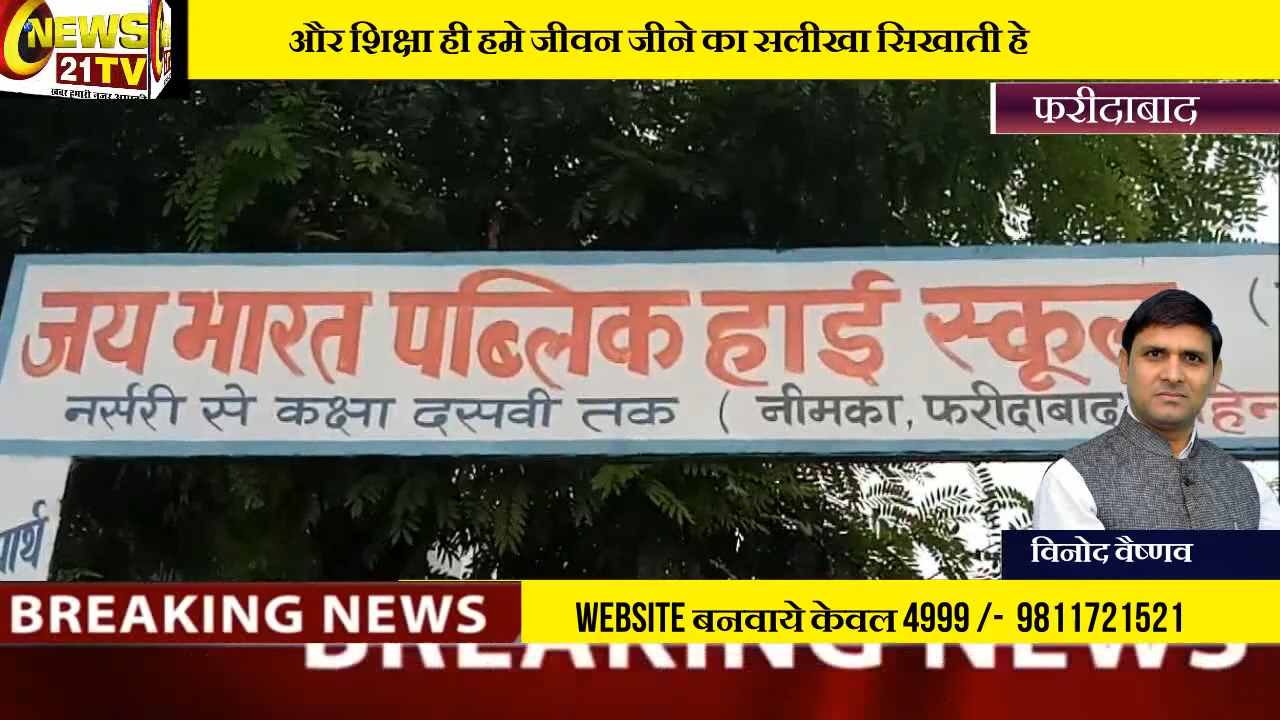 NEWS
21TV
और शिक्षा ही हमे जीवन जीने का सलीखा सिखाती हे
फरीदाबाद
जय भारत पब्लिक हाई स्कूल (
नर्सरी से कक्षा दसवी तक ( नीमका, फरीदाबाद
विनोद वैष्णव
BREAKING NEWS
WEBSITE बनवाये केवल 4999 /- 9811721521
BREAKING NEWS